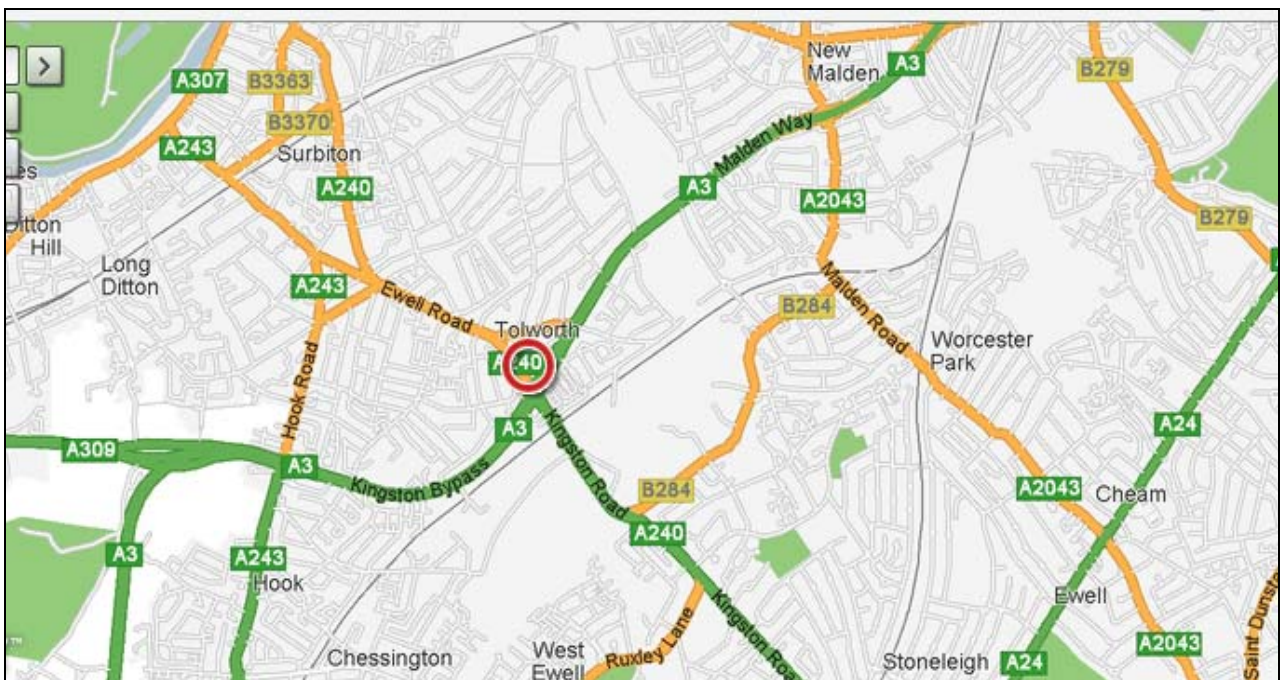 New
Malden
A3
B279
A307
B3363
B3370
A243
Surbiton
Malden Way
A3
A240
A2043
B279
Hill
Long
Ditton
A243
Ewell Road
B284
Malden Road
Tolworth
Worcester
Park
Hook Road
A3
Kingston Road
A24
A309
A3
Kingston Bypass
B284
A2043
Cheam
A240
A3
A243
Hook
Ewell
Kingston
Ruxley Lane
A2043
Chessington
West
Ewell
Stoneleigh
A24
Saint